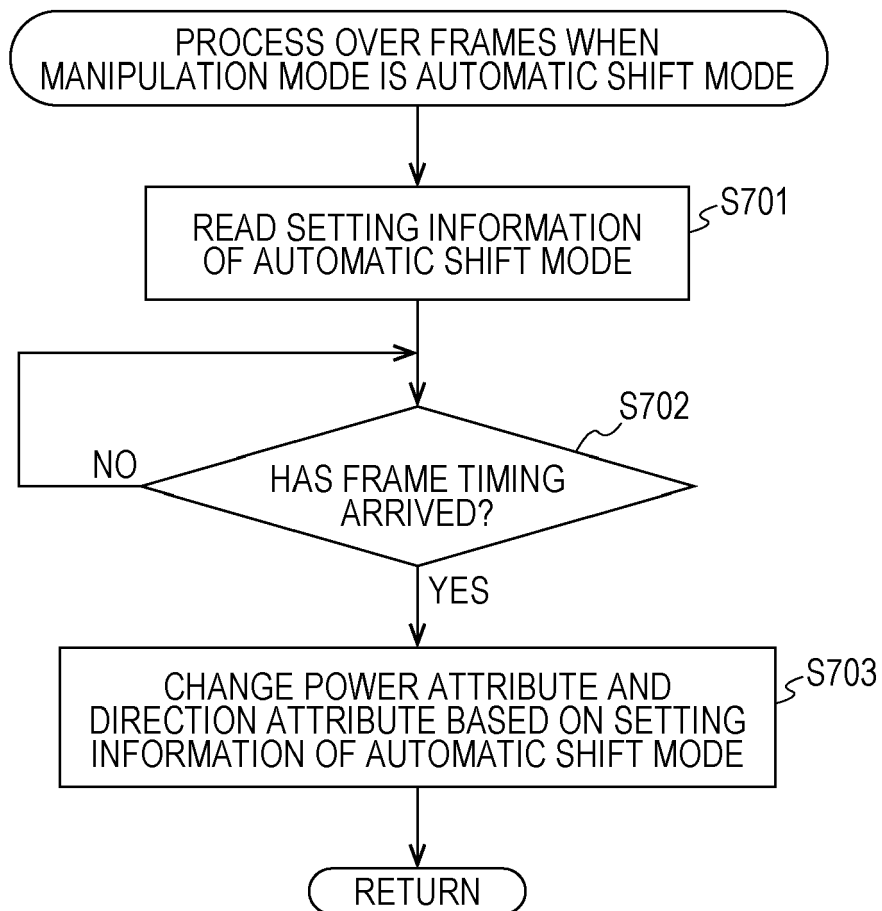 PROCESS OVER FRAMES WHEN
MANIPULATION MODE IS AUTOMATIC SHIFT MODE
S701
READ SETTING INFORMATION
OF AUTOMATIC SHIFT MODE
S702
NO
HAS FRAME TIMING
ARRIVED?
YES
S703
CHANGE POWER ATTRIBUTE AND
DIRECTION ATTRIBUTE BASED ON SETTING
INFORMATION OF AUTOMATIC SHIFT MODE
RETURN